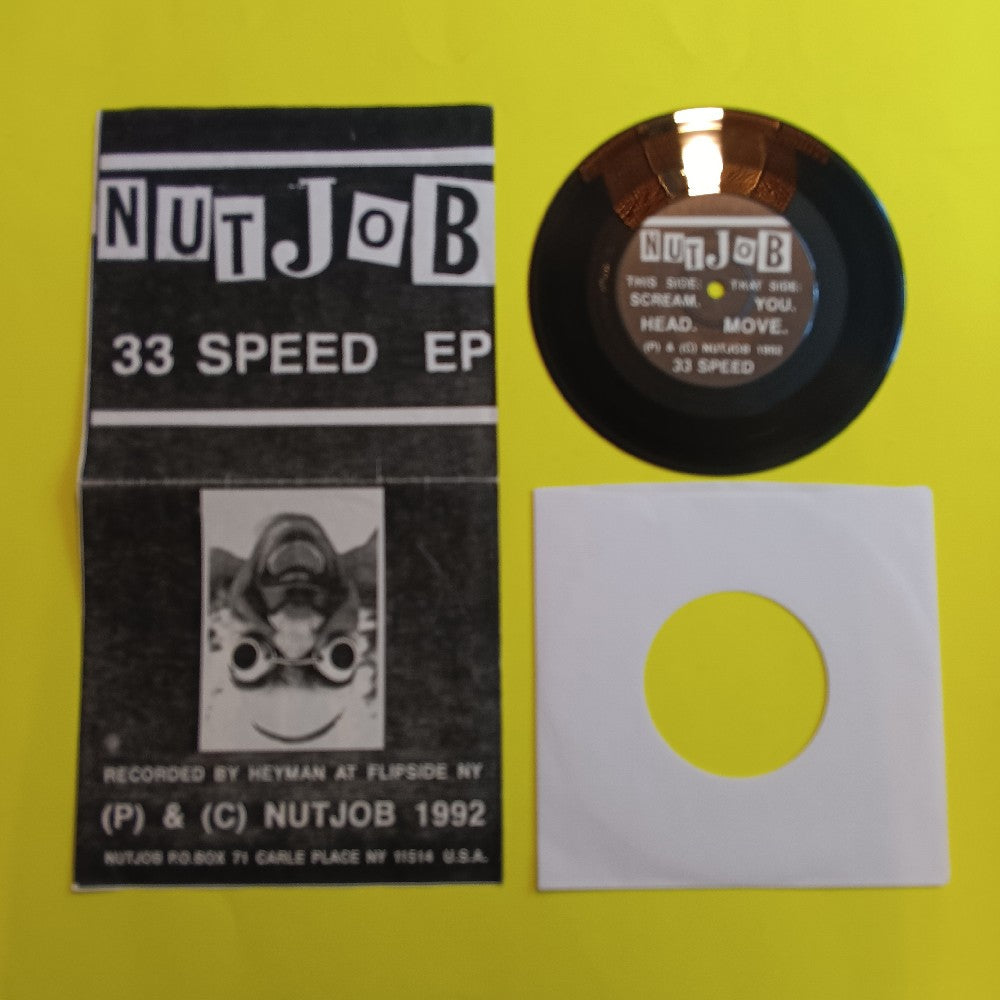 NUTJOB
33 SPEED EP
RECORDED BY HEYMAN AT FLIPSIDE NY
(P) & (C) NUTJOB 1992
NUTJOB P.O.BOX 71 CARLE PLACE NY 11514 U.S.A.
NUTJOB
THIS SIDE: THAT SIDE:
SCREAM. YOU.
HEAD. MOVE.
(P) & (C) NUTJOB 1992
33 SPEED